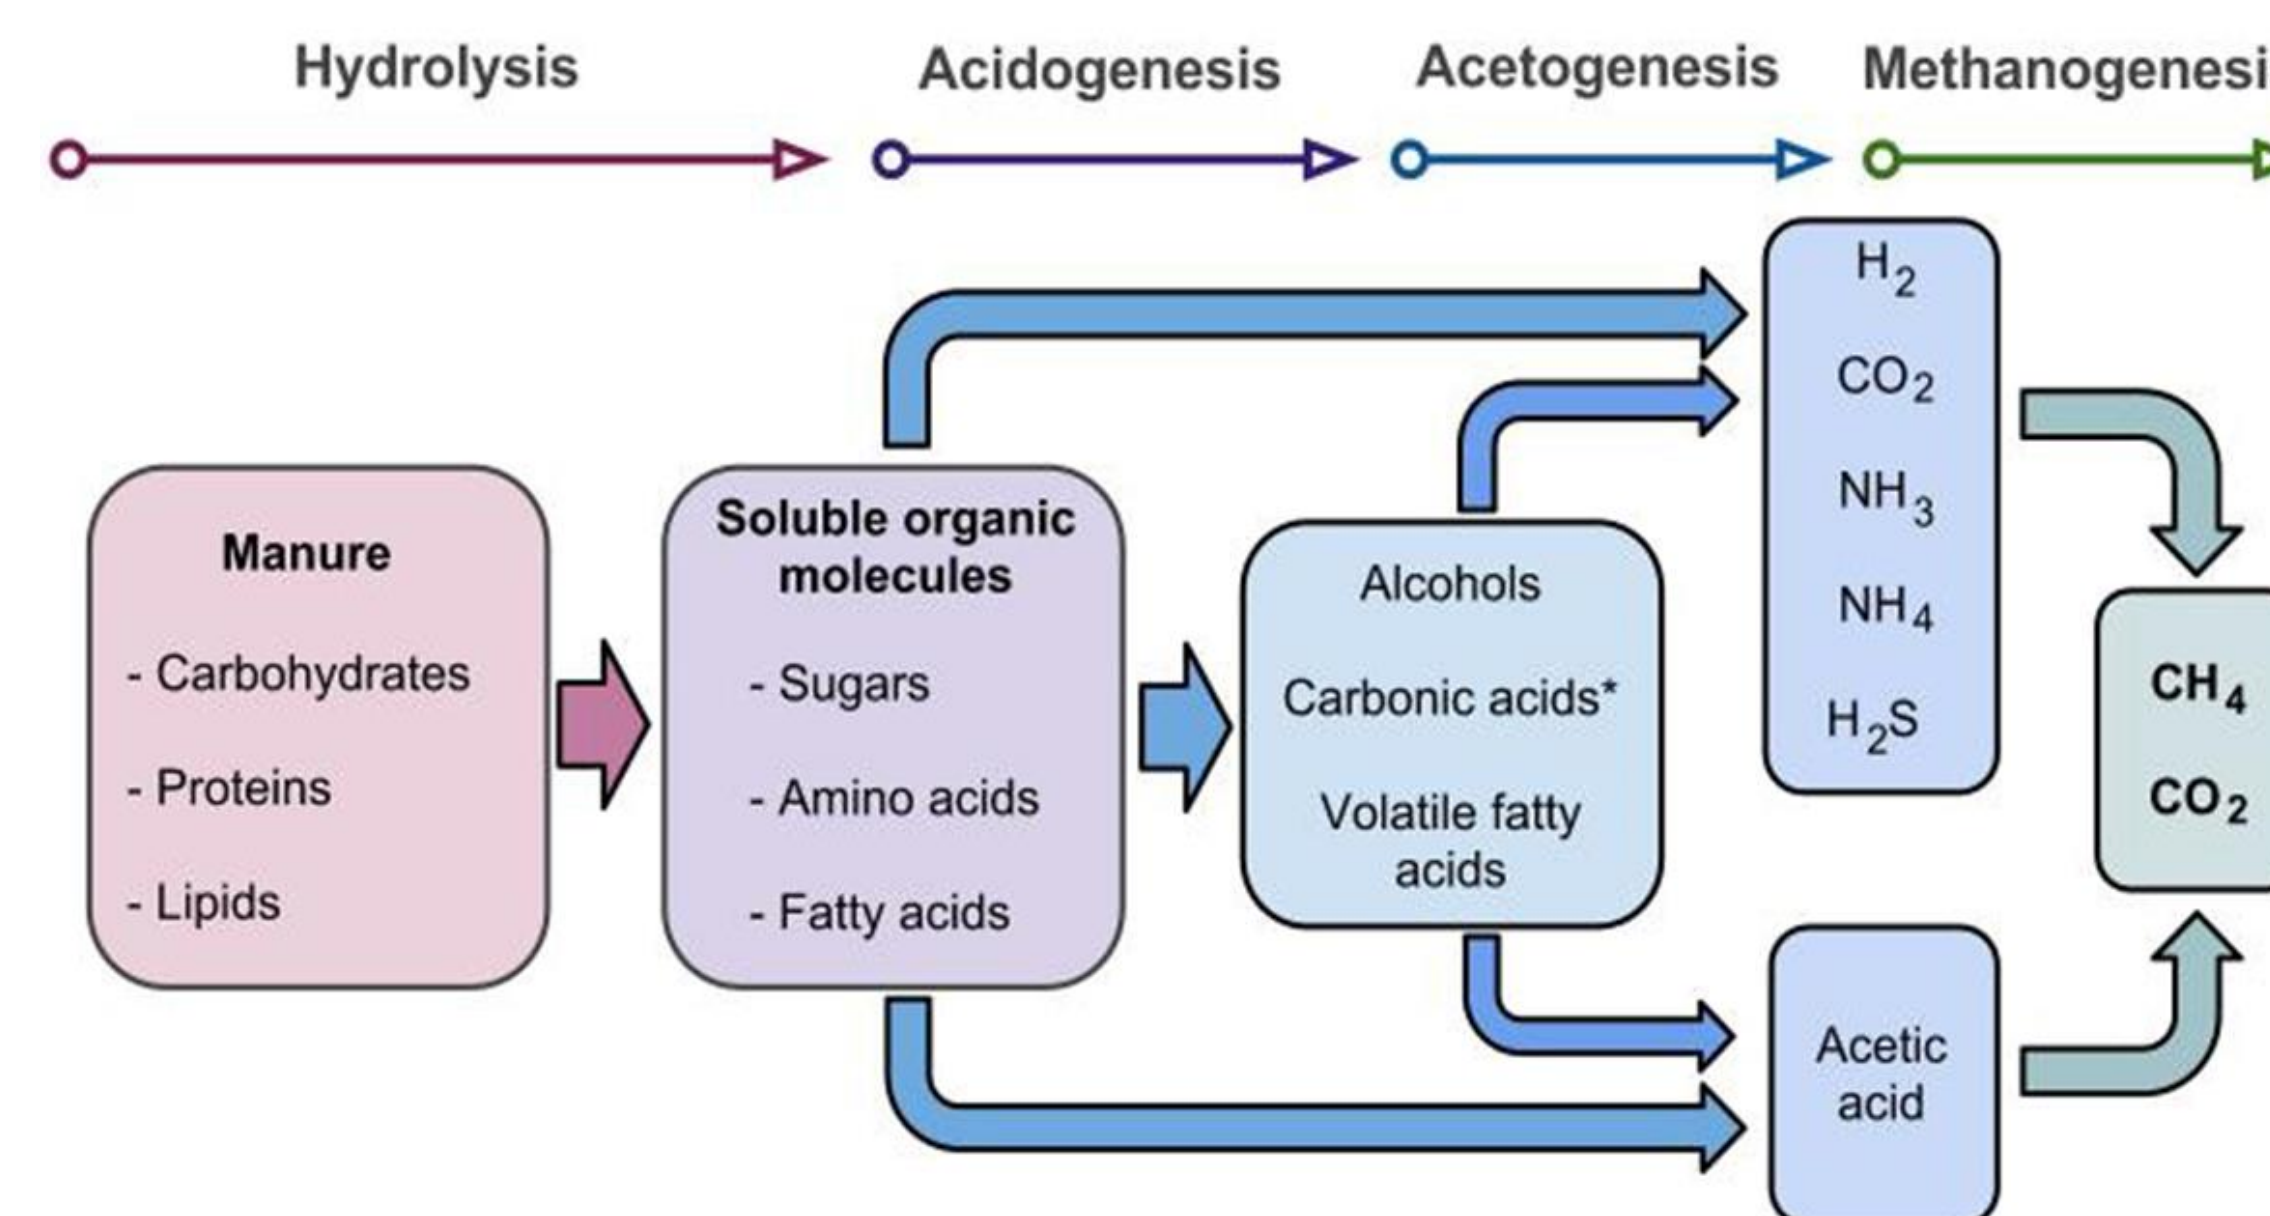 Hydrolysis
Acidogenesis
Acetogenesis
Methanogenesi
Manure
- Carbohydrates
- Proteins
- Lipids
Soluble organic
molecules
- Sugars
- Amino acids
- Fatty acids
Alcohols
Carbonic acids*
Volatile fatty
acids
H2
CO2
NH3
NH4
H2S
Acetic
acid
CH4
CO2